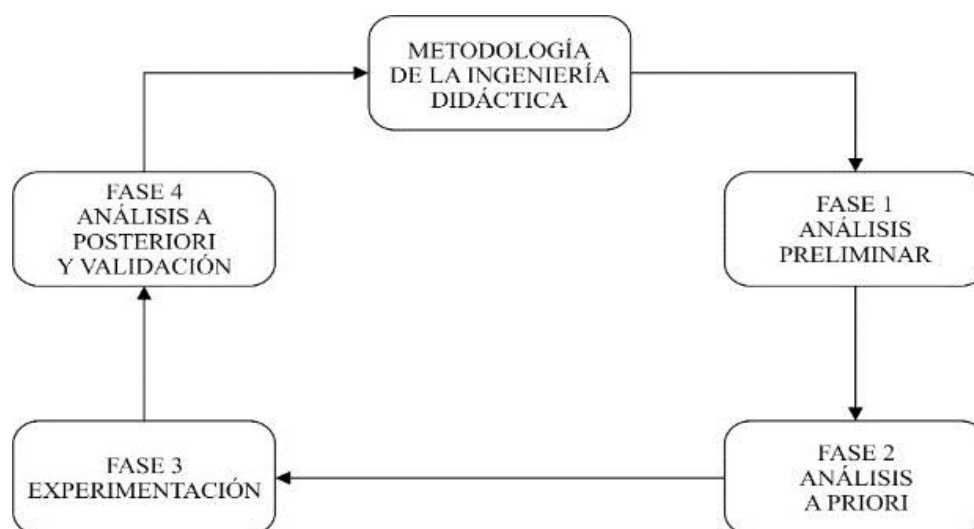 METODOLOGÍA
DE LA INGENIERÍA
DIDÁCTICA
FASE 1
ANÁLISIS
PRELIMINAR
FASE 2
ANÁLISIS
A PRIORI
FASE 3
EXPERIMENTACIÓN
FASE 4
ANÁLISIS A
POSTERIORI
Y VALIDACIÓN